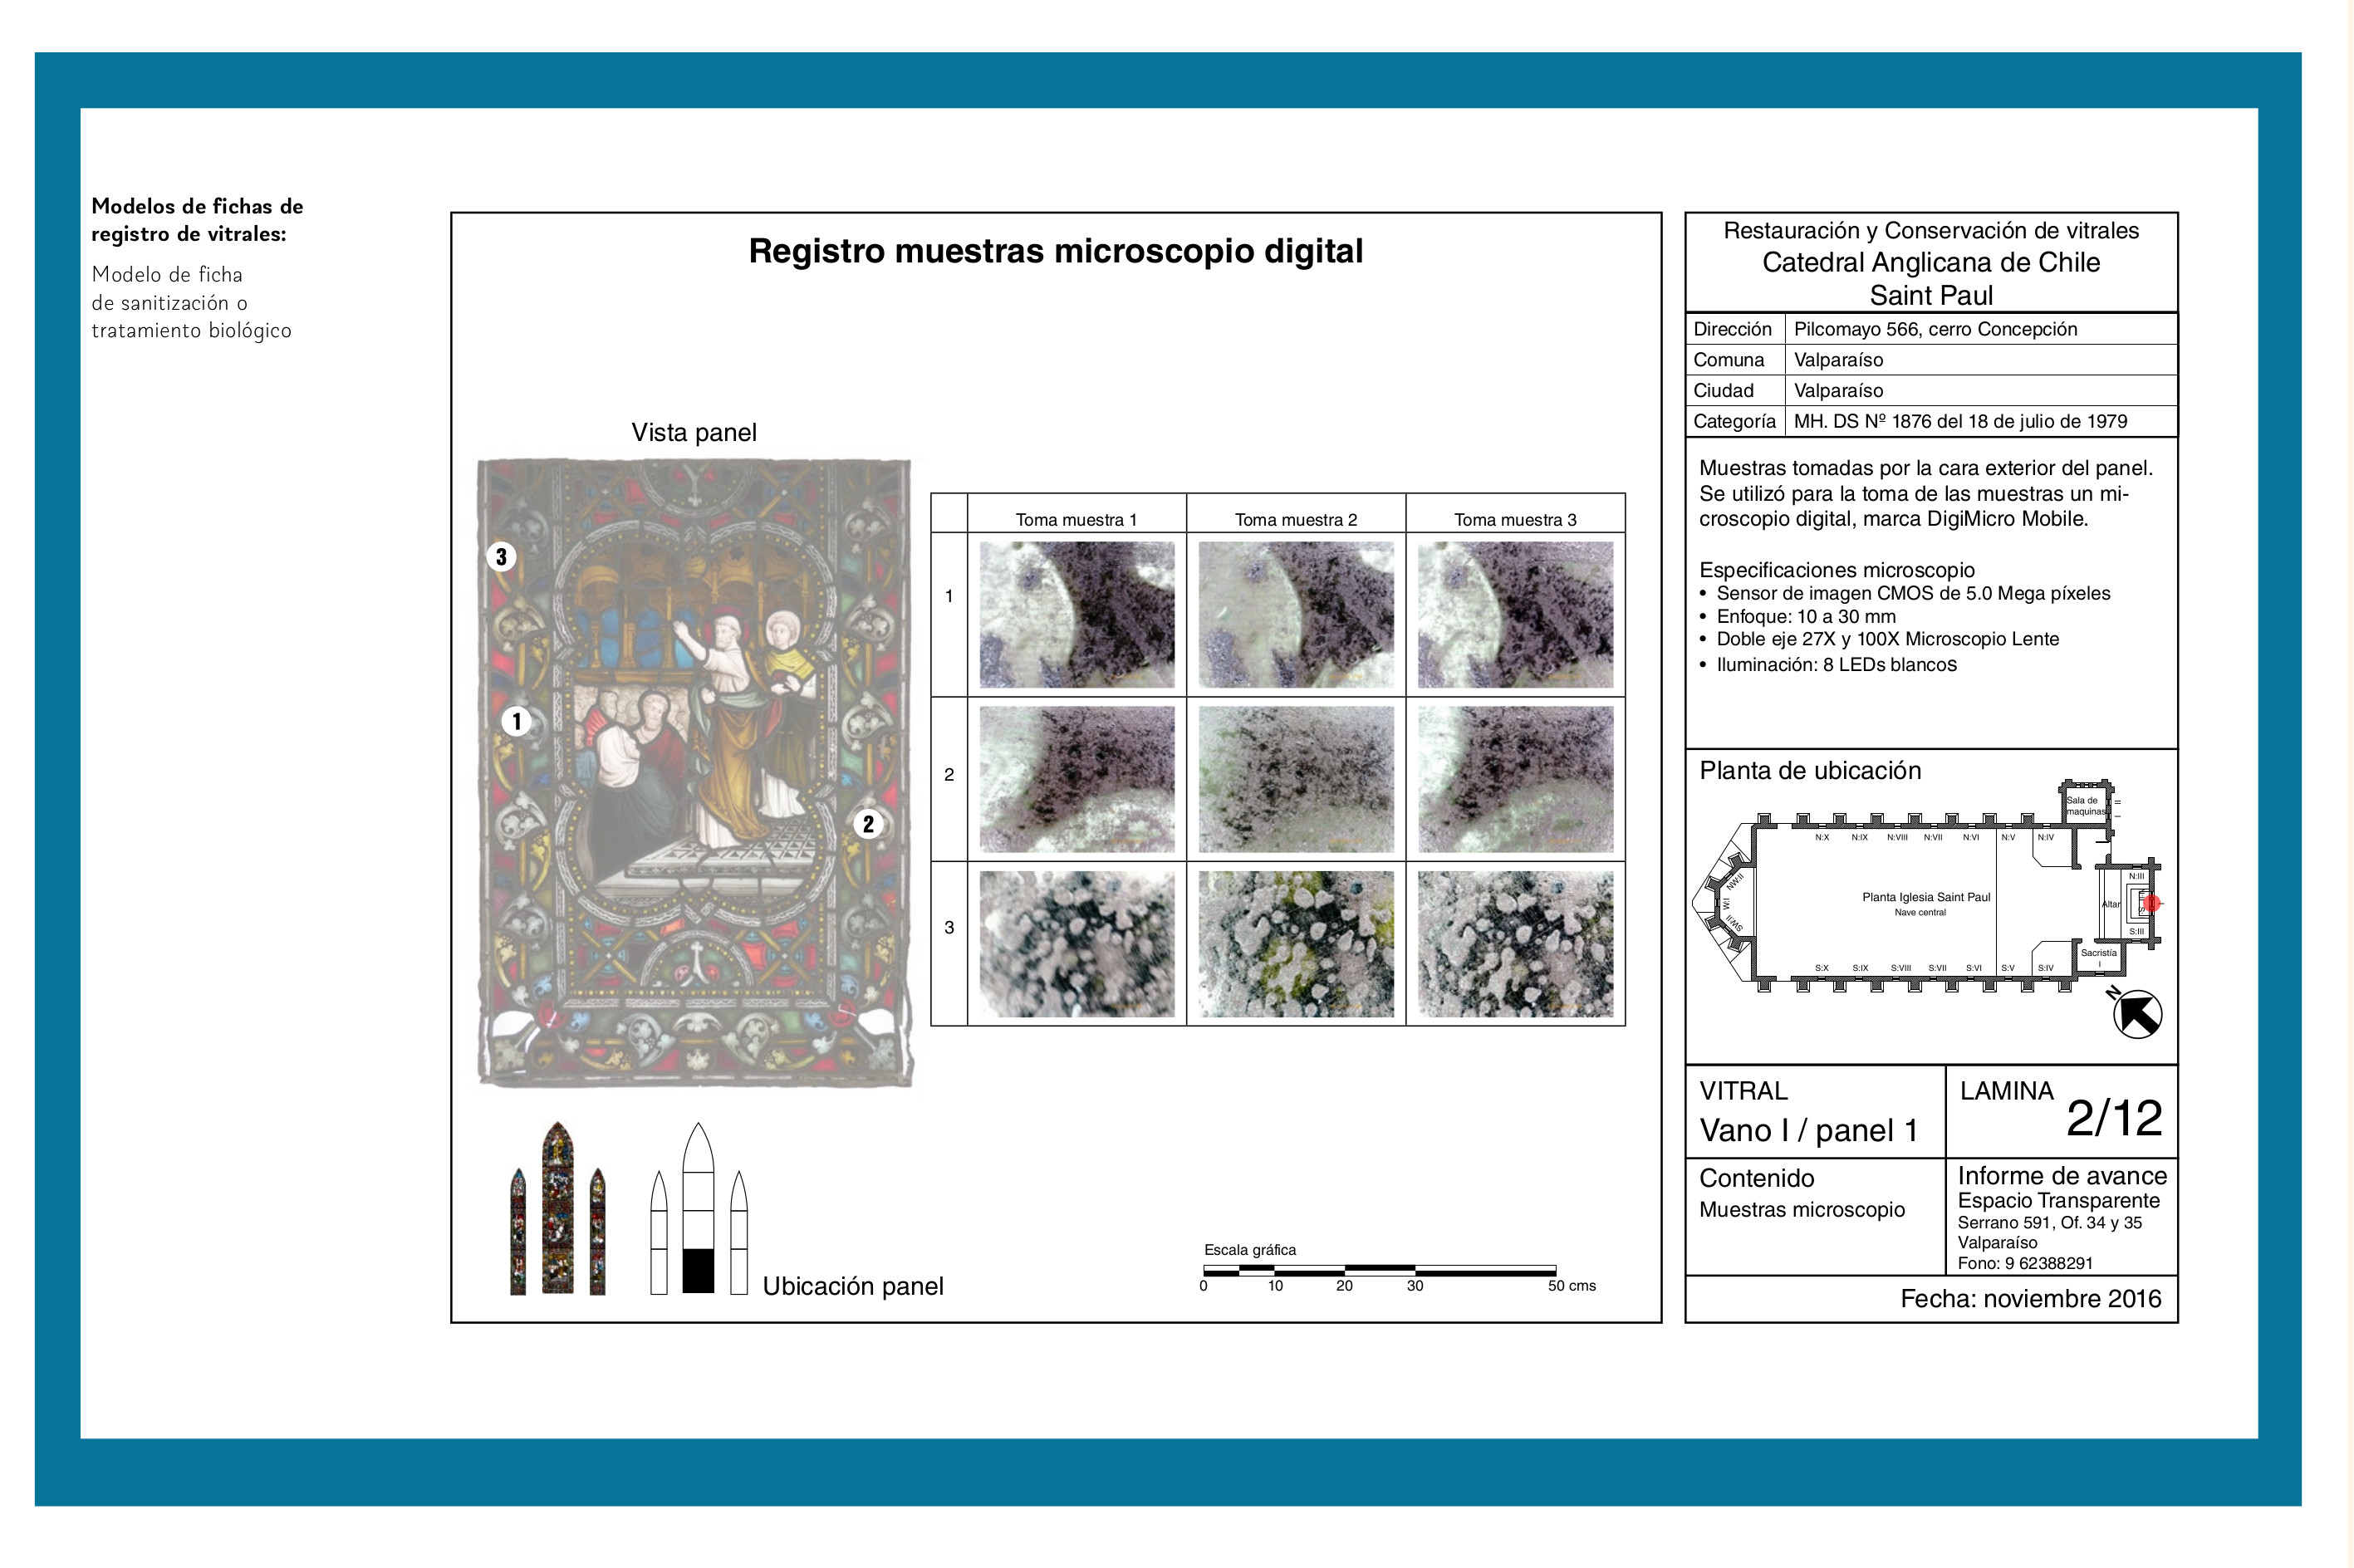 Modelos de fichas de
registro de vitrales:
Modelo de ficha
de sanitización o
tratamiento biológico
Registro muestras microscopio digital
Vista panel
3
1
2
Toma muestra 1
Toma muestra 2
Toma muestra 3
1
2
3
Ubicación panel
Escala gráfica
0 10 20 30 50 cms
Restauración y Conservación de vitrales
Catedral Anglicana de Chile
Saint Paul
Dirección Pilcomayo 566, cerro Concepción
Comuna Valparaíso
Ciudad Valparaíso
Categoría MH. DS Nº 1876 del 18 de julio de 1979
Muestras tomadas por la cara exterior del panel.
Se utilizó para la toma de las muestras un mi-
croscopio digital, marca DigiMicro Mobile.
Especificaciones microscopio
• Sensor de imagen CMOS de 5.0 Mega píxeles
• Enfoque: 10 a 30 mm
• Doble eje 27X y 100X Microscopio Lente
• Iluminación: 8 LEDs blancos
Planta de ubicación
Sala de
maquinas
N:X N:IX N:VIII N:VII N:VI N:V N:IV
N:III
NW:II
W:I
SW:II
Planta Iglesia Saint Paul
Nave central
Altar
S:III
Sacristía
I
S:X S:IX S:VIII S:VII S:VI S:V S:IV
N
VITRAL
Vano I / panel 1
LAMINA
2/12
Contenido
Muestras microscopio
Informe de avance
Espacio Transparente
Serrano 591, Of. 34 y 35
Valparaíso
Fono: 9 62388291
Fecha: noviembre 2016